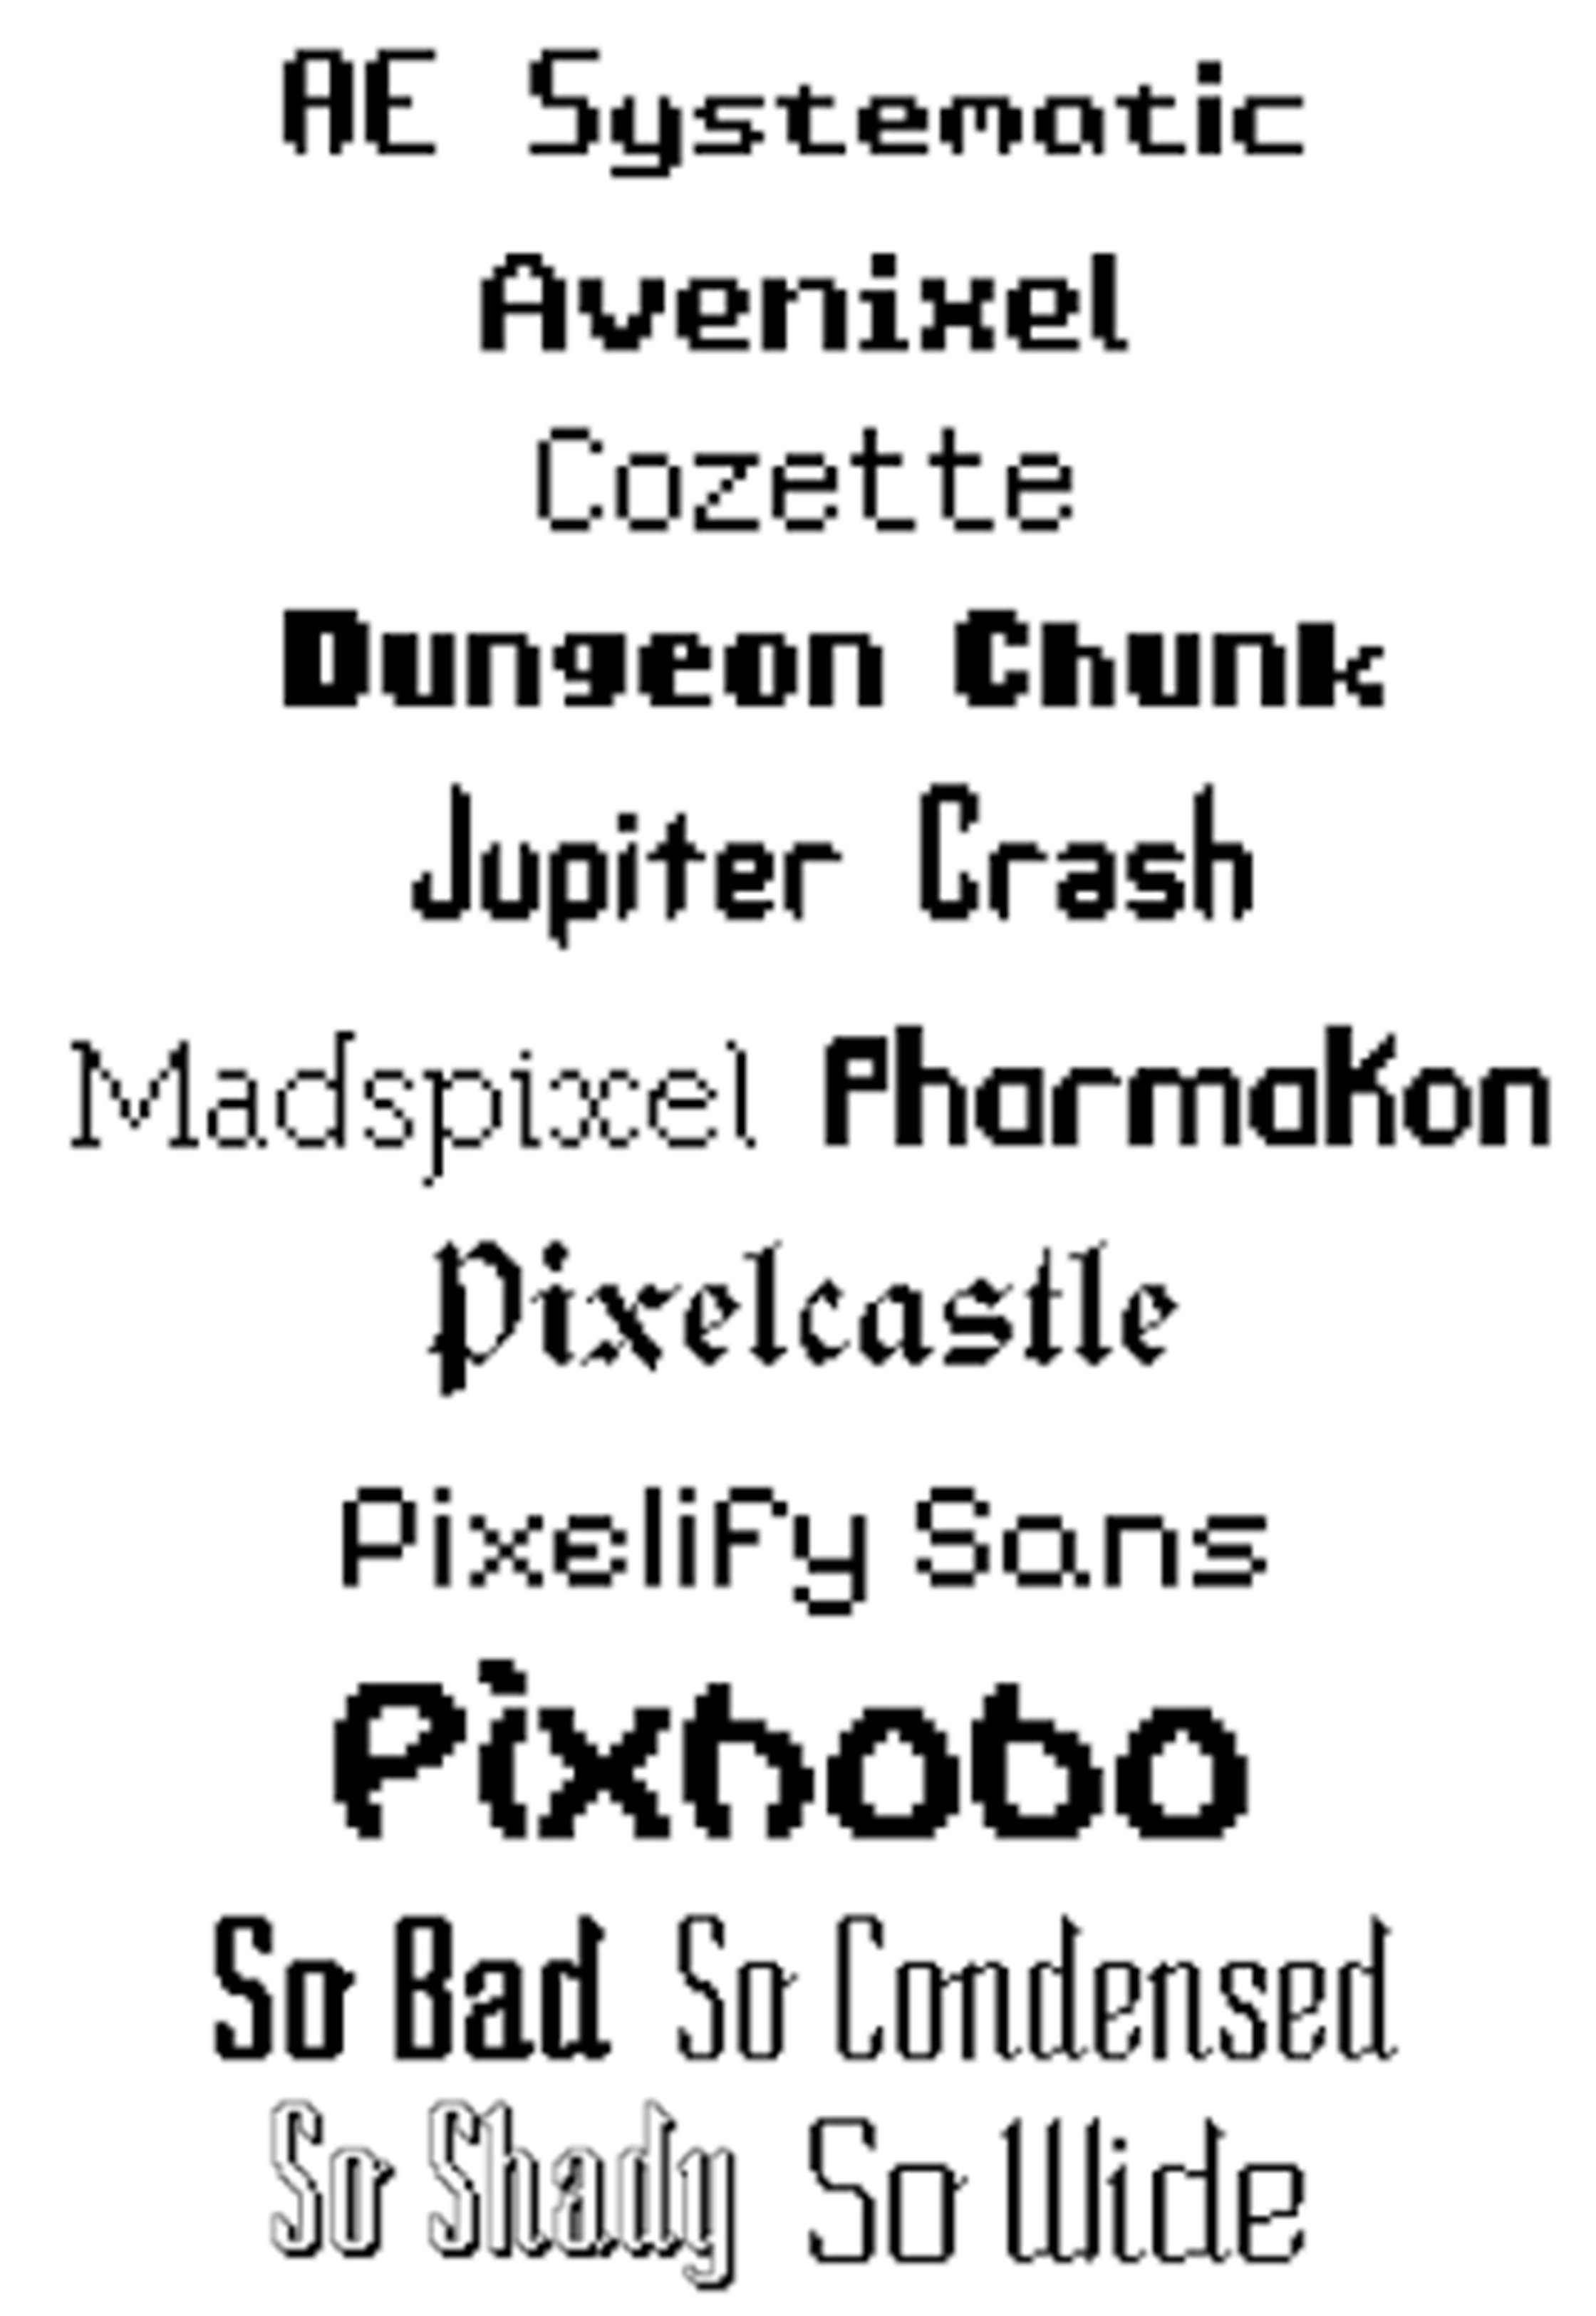 AE Systematic
Avenixel
Cozette
Dungeon Chunk
Jupiter Crash
Madspixel Pharmakon
Pixelcastle
Pixelify Sans
Pixhobo
So Bad So Condensed
So Shady So Wide